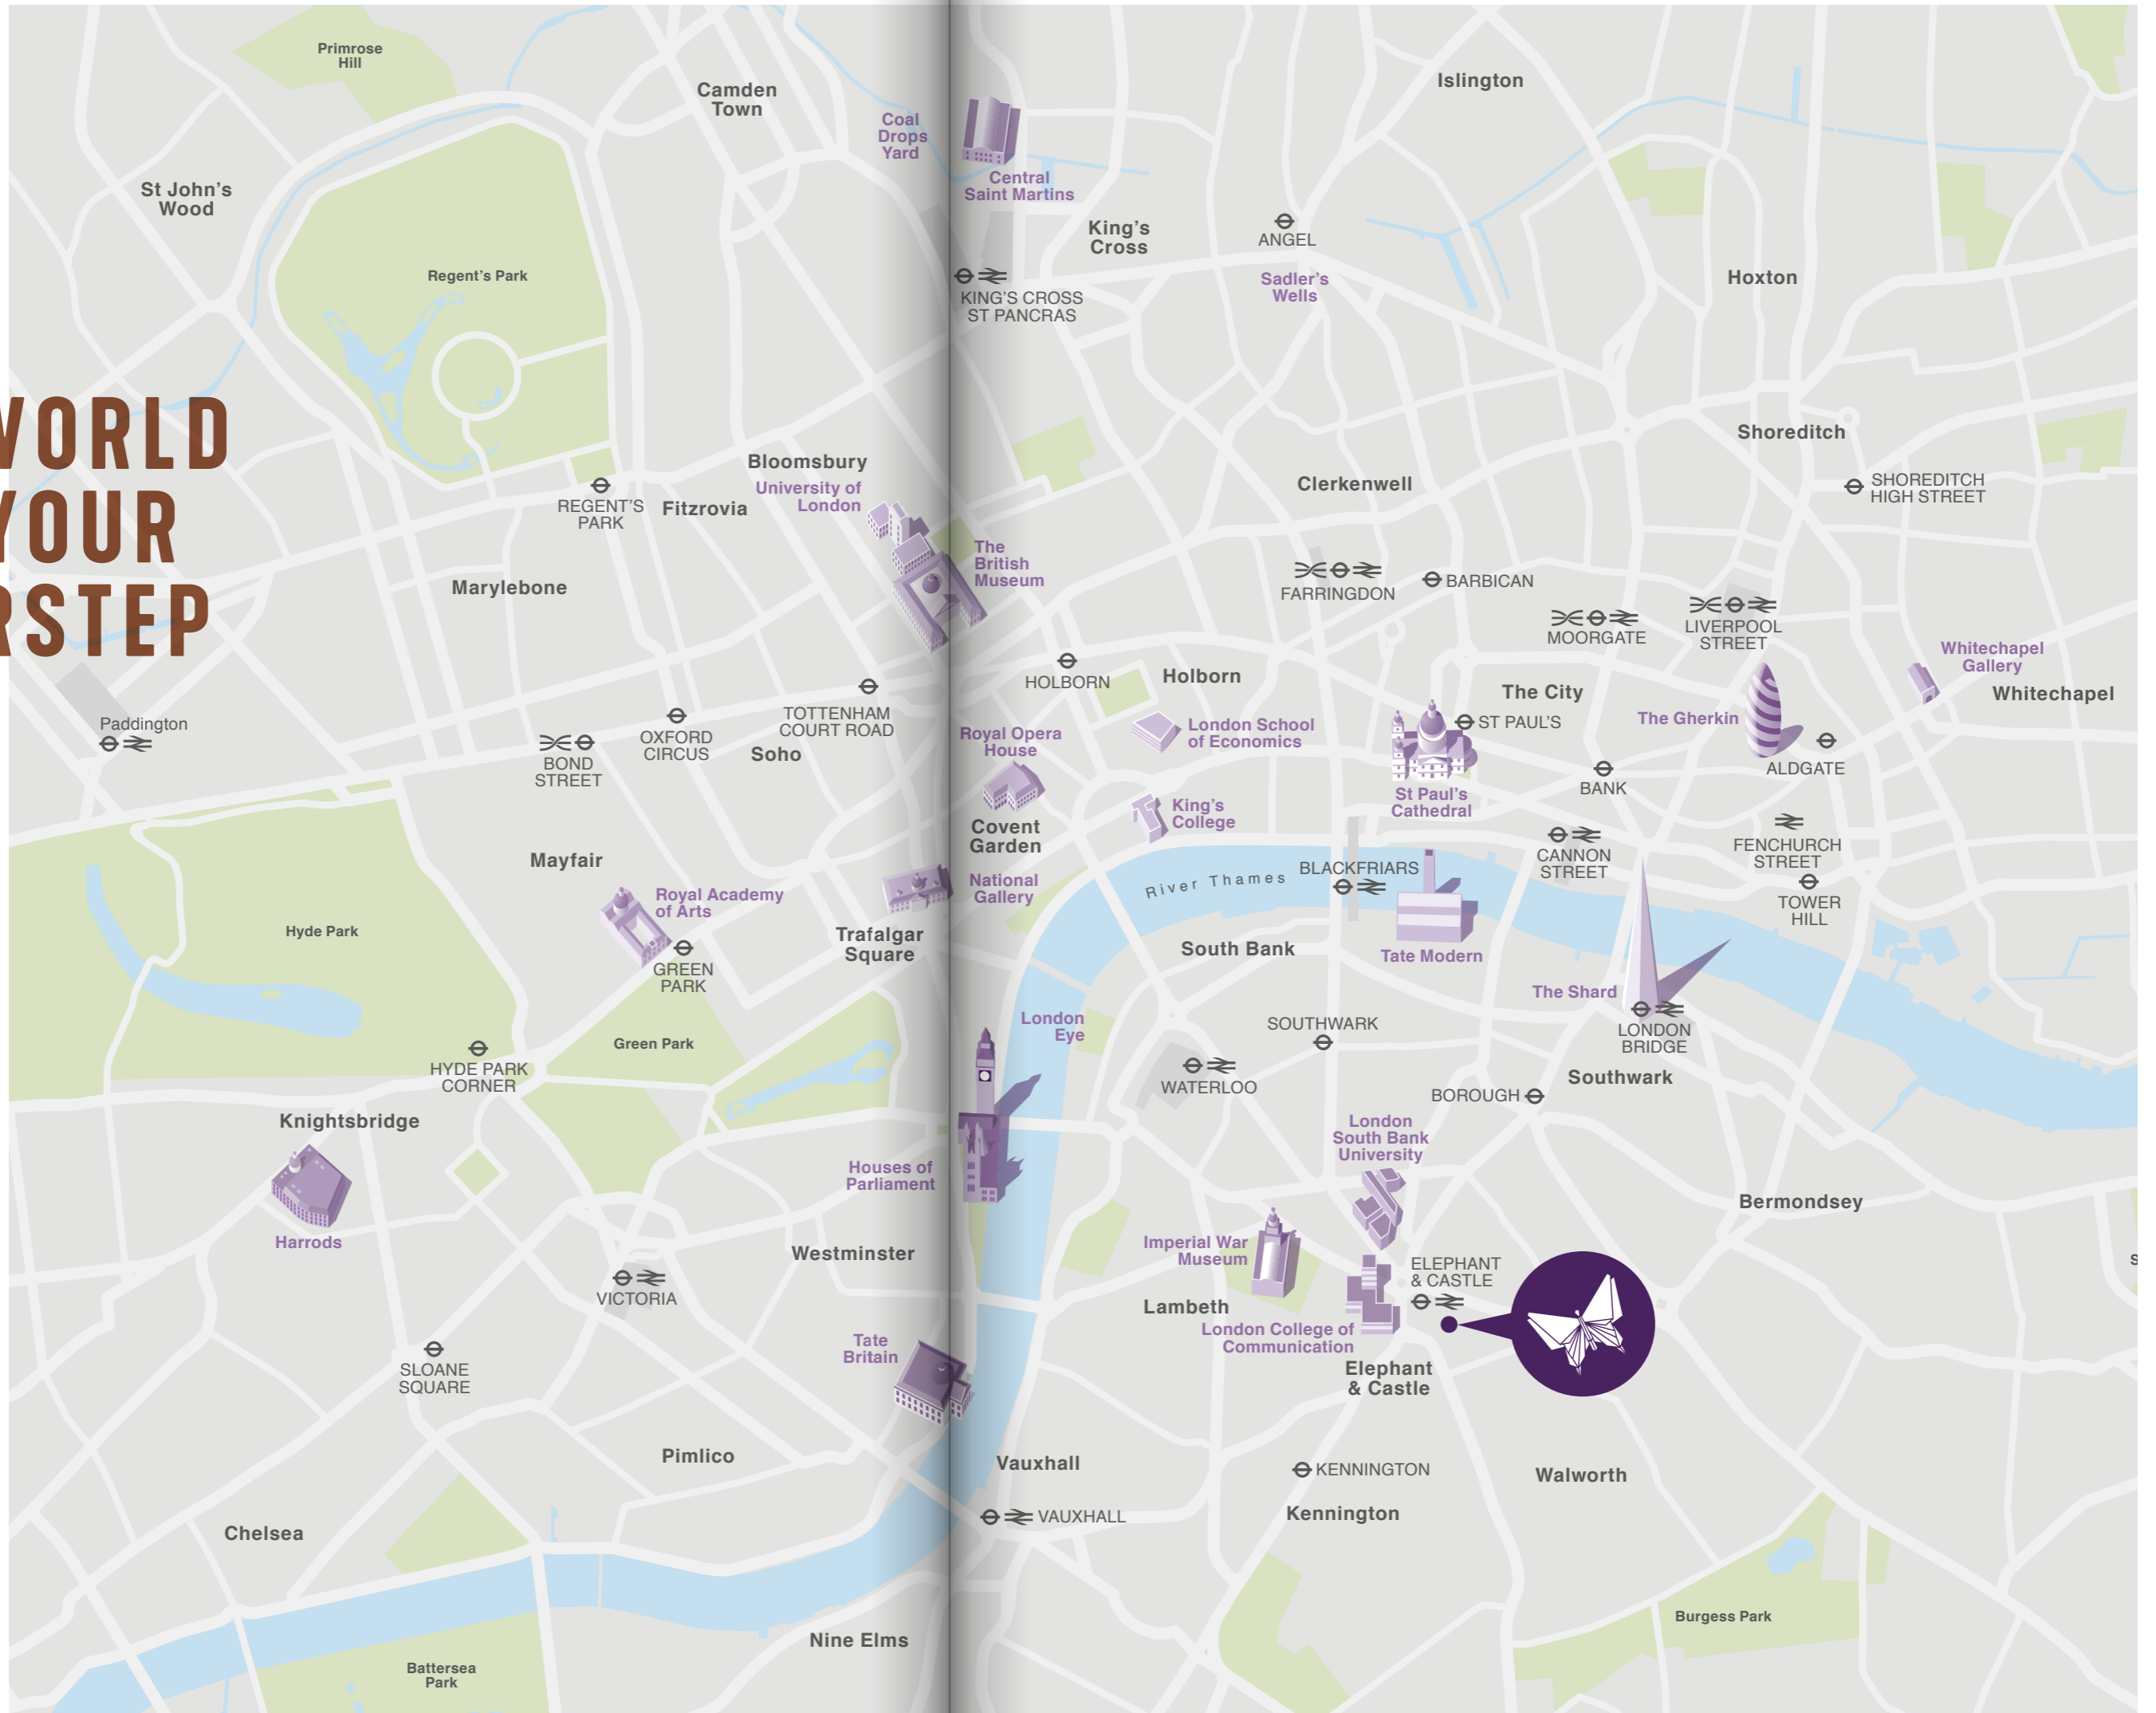 Primrose
Hill
Camden
Town
Islington
Coal
Drops
Yard
Central
Saint Martins
St John's
Wood
King's
Cross
ANGEL
Regent's Park
Sadler's
Wells
Hoxton
KING'S CROSS
ST PANCRAS
WORLD
YOUR
RSTEP
Shoreditch
Bloomsbury
University of
London
Clerkenwell
SHOREDITCH
HIGH STREET
REGENT'S
PARK
Fitzrovia
The
British
Museum
Marylebone
FARRINGDON
BARBICAN
MOORGATE
LIVERPOOL
STREET
Whitechapel
Gallery
Whitechapel
HOLBORN
Holborn
The City
Paddington
TOTTENHAM
COURT ROAD
OXFORD
CIRCUS
Soho
BOND
STREET
Royal Opera
House
London School
of Economics
ST PAUL'S
The Gherkin
ALDGATE
BANK
St Paul's
Cathedral
King's
College
Covent
Garden
Mayfair
Royal Academy
of Arts
National
Gallery
River Thames
BLACKFRIARS
CANNON
STREET
FENCHURCH
STREET
TOWER
HILL
Hyde Park
Trafalgar
Square
South Bank
Tate Modern
GREEN
PARK
The Shard
London
Eye
SOUTHWARK
LONDON
BRIDGE
Green Park
HYDE PARK
CORNER
WATERLOO
Southwark
BOROUGH
Knightsbridge
London
South Bank
University
Houses of
Parliament
Bermondsey
Harrods
Westminster
Imperial War
Museum
ELEPHANT
& CASTLE
S
VICTORIA
Lambeth
London College of
Communication
Tate
Britain
Elephant
& Castle
SLOANE
SQUARE
Pimlico
Vauxhall
KENNINGTON
Walworth
Chelsea
VAUXHALL
Kennington
Burgess Park
Nine Elms
Battersea
Park